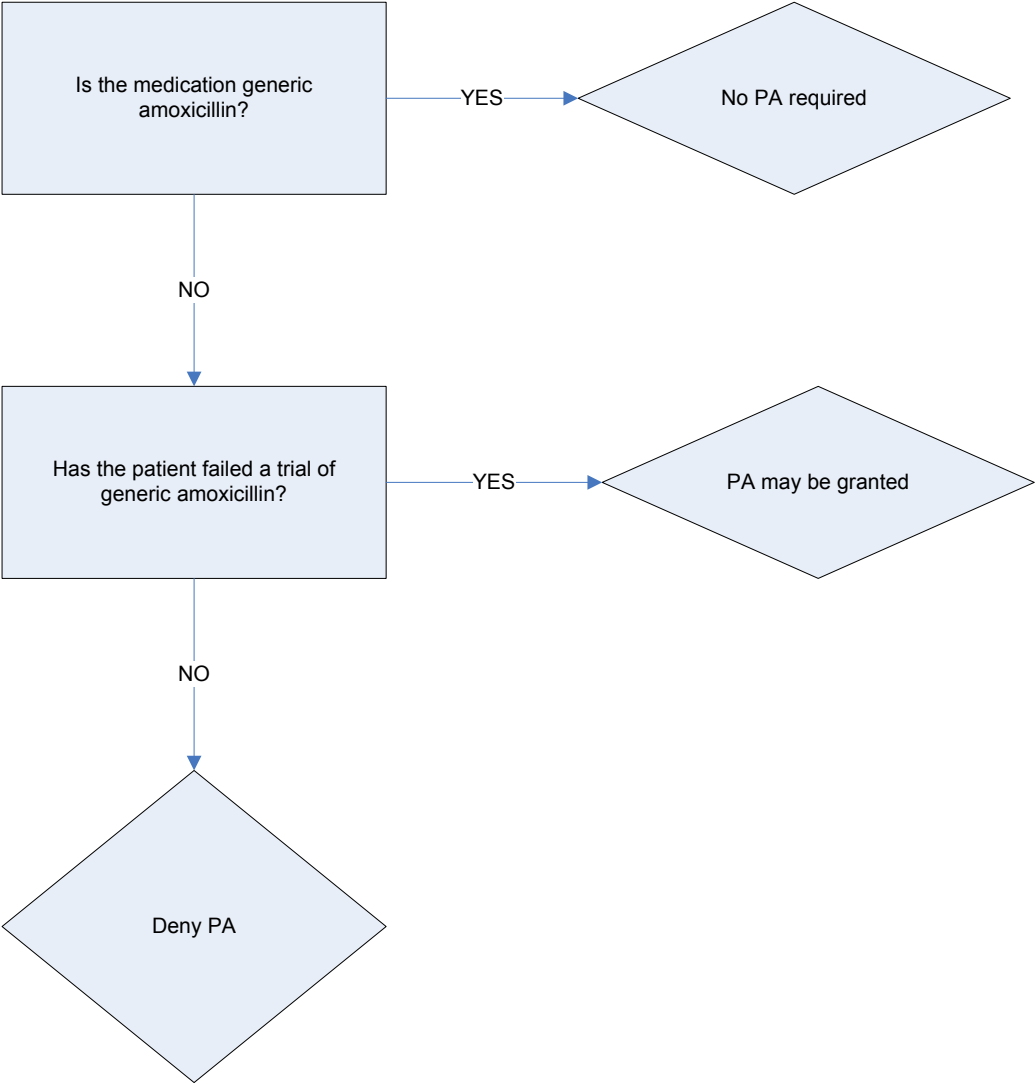 Is the medication generic
amoxicillin?
YES
No PA required
NO
Has the patient failed a trial of
generic amoxicillin?
YES
PA may be granted
NO
Deny PA